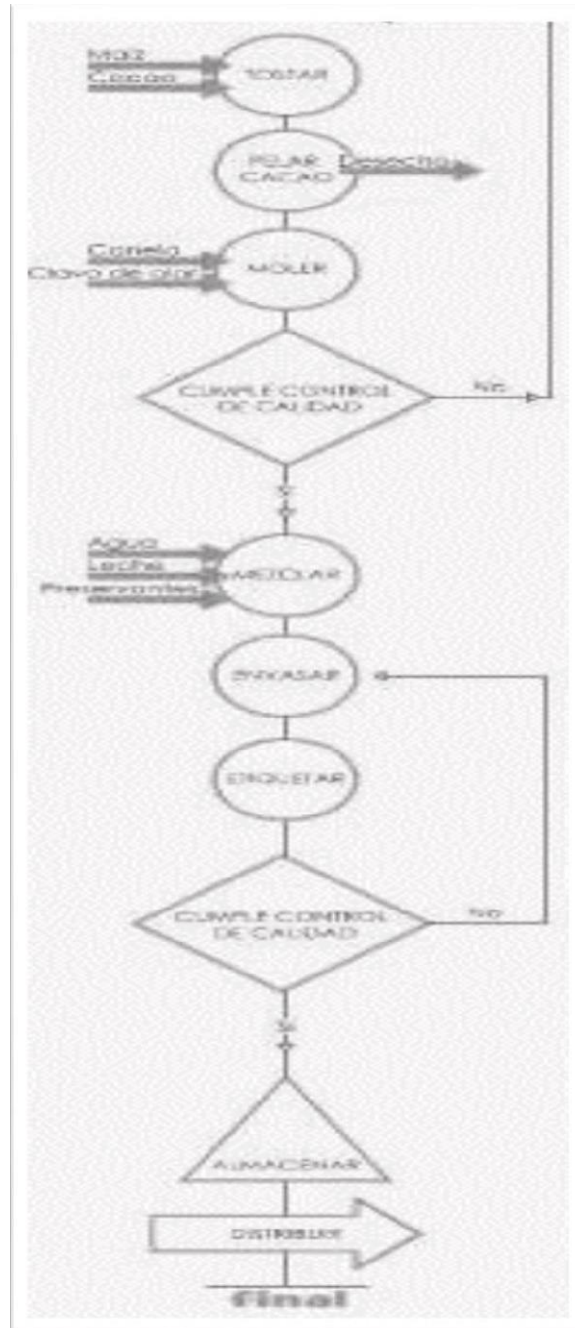 Maíz
Cacao
TOSTAR
PELAR
CACAO
Desecho
Canela
Clavo de olor
MOLER
CUMPLE CONTROL
DE CALIDAD
No
Si
Agua
Leche
Preservantes
MEZCLAR
ENVASAR
ETIQUETAR
CUMPLE CONTROL
DE CALIDAD
No
Si
ALMACENAR
DISTRIBUIR
final